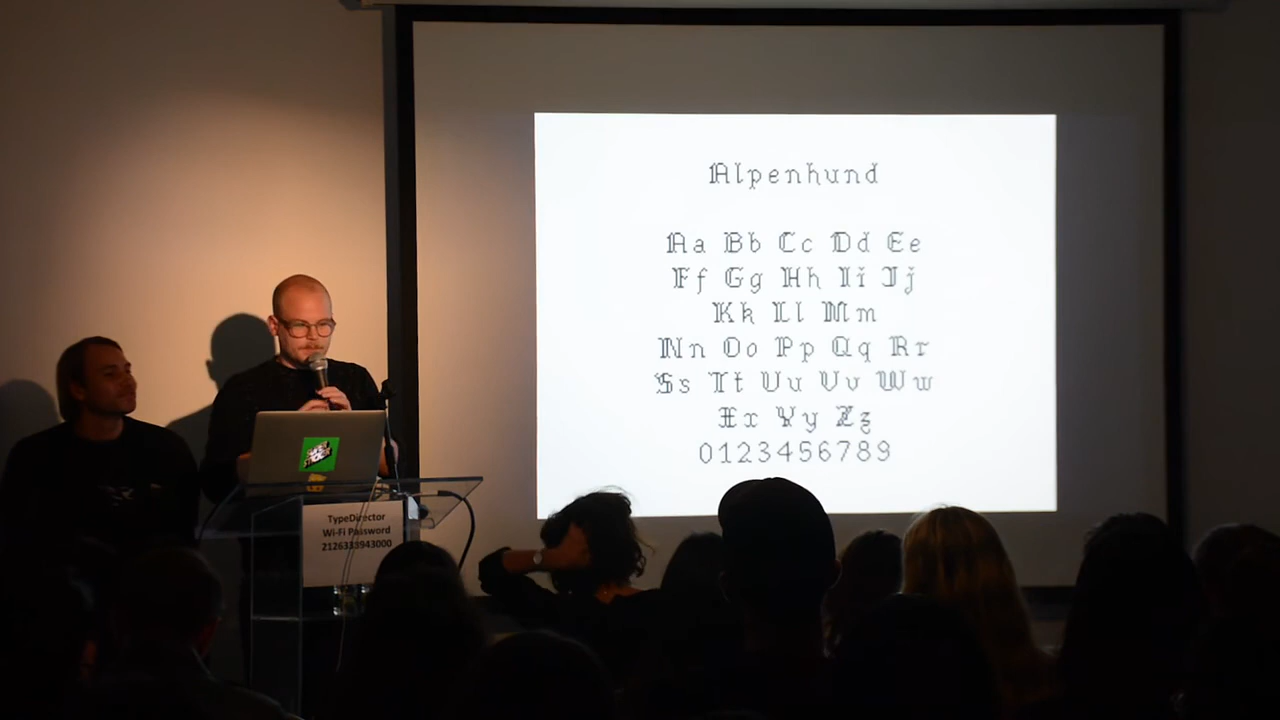 Alpenhund
Aa Bb Cc Dd Ee
Ff Gg Hh Ii Jj
Kk Ll Mm
Nn Oo Pp Qq Rr
Ss Tt Uu Vv Ww
Xx Yy Zz
0123456789
TypeDirector
Wi-Fi Password
2126333943000